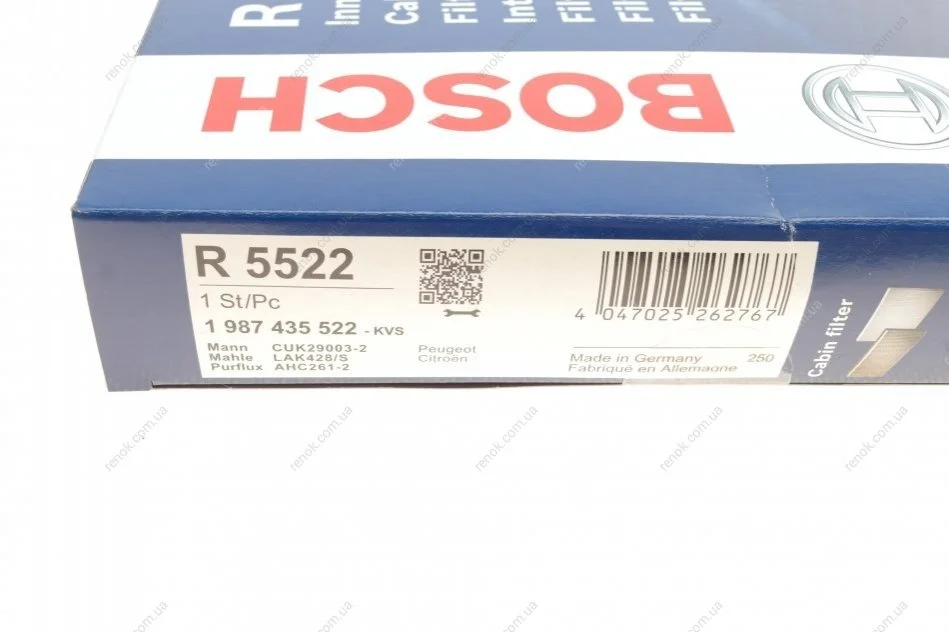 R
BOSCH
R 5522
1 St/Pc
1 987 435 522 - KVS
Mann CUK29003-2
Mahle LAK428/S
Purflux AHC261-2
Peugeot
Citroën
4 047025 262767
Made in Germany 250
Fabriqué en Allemagne
Cabin filter
renok.com.ua